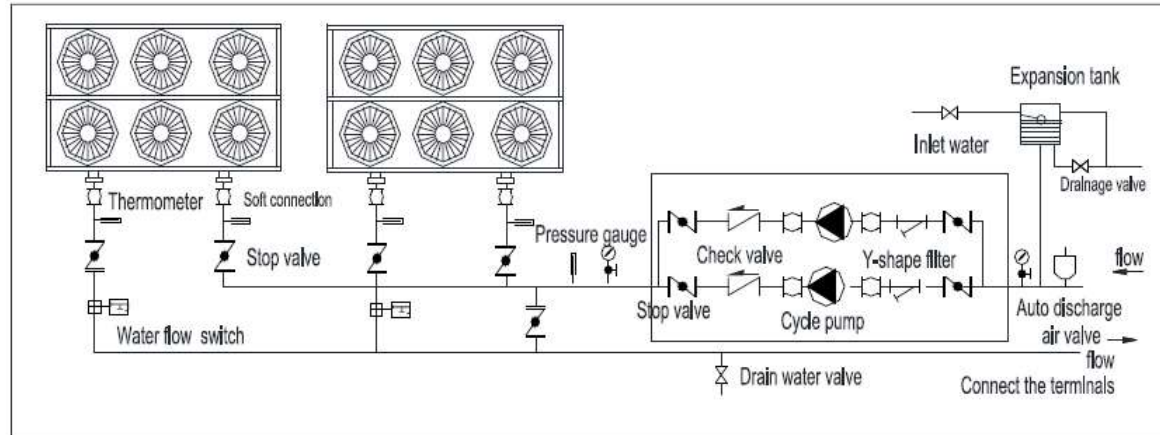 Expansion tank
Inlet water
Drainage valve
Thermometer
Soft connection
Pressure gauge
Stop valve
Check valve
Y-shape filter
flow
Stop valve
Cycle pump
Auto discharge
air valve
Water flow switch
flow
Drain water valve
Connect the terminals